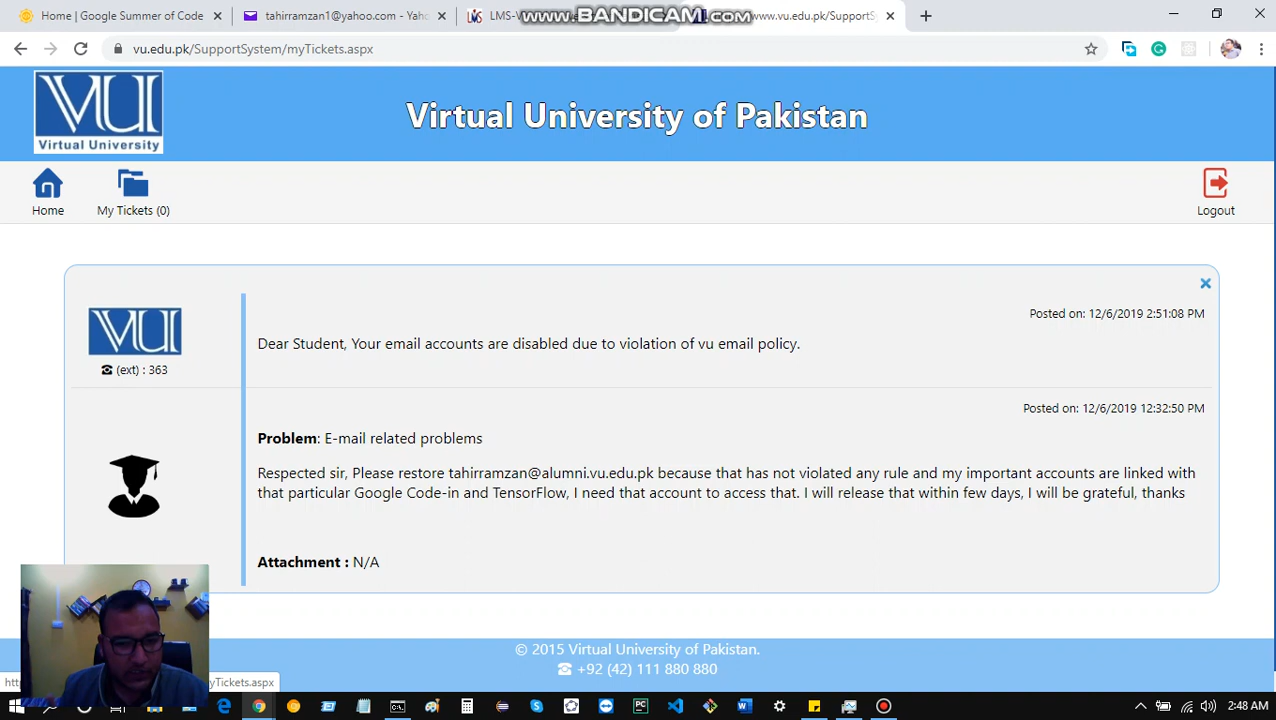 Home | Google Summer of Code
tahirramzan1@yahoo.com - Yaho
LMS-V
www.BANDICAM.com
www.vu.edu.pk/SupportSy
vu.edu.pk/SupportSystem/myTickets.aspx
VU
Virtual University
Virtual University of Pakistan
Home
My Tickets (0)
Logout
VU
(ext) : 363
Posted on: 12/6/2019 2:51:08 PM
Dear Student, Your email accounts are disabled due to violation of vu email policy.
Posted on: 12/6/2019 12:32:50 PM
Problem: E-mail related problems
Respected sir, Please restore tahirramzan@alumni.vu.edu.pk because that has not violated any rule and my important accounts are linked with
that particular Google Code-in and TensorFlow, I need that account to access that. I will release that within few days, I will be grateful, thanks
Attachment : N/A
© 2015 Virtual University of Pakistan.
+92 (42) 111 880 880
yTickets.aspx
2:48 AM